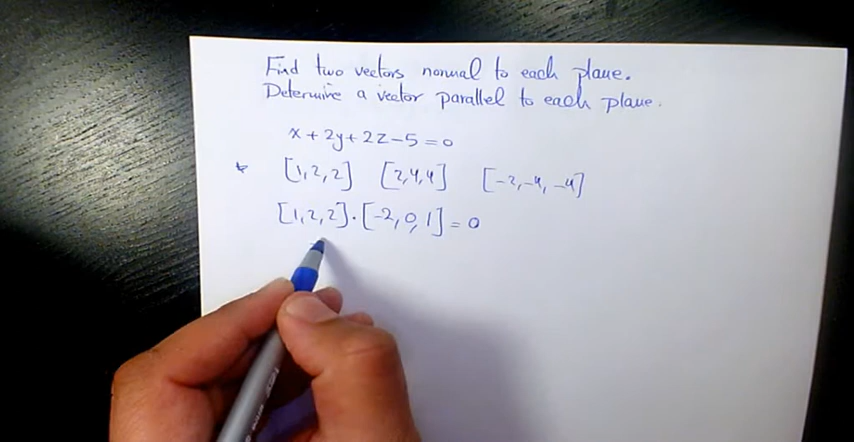 Find two vectors normal to each plane.
Determine a vector parallel to each plane.
x + 2y + 2z - 5 = 0
[1, 2, 2] [2, 4, 4] [-2, -4, -4]
[1, 2, 2] · [-2, 0, 1] = 0